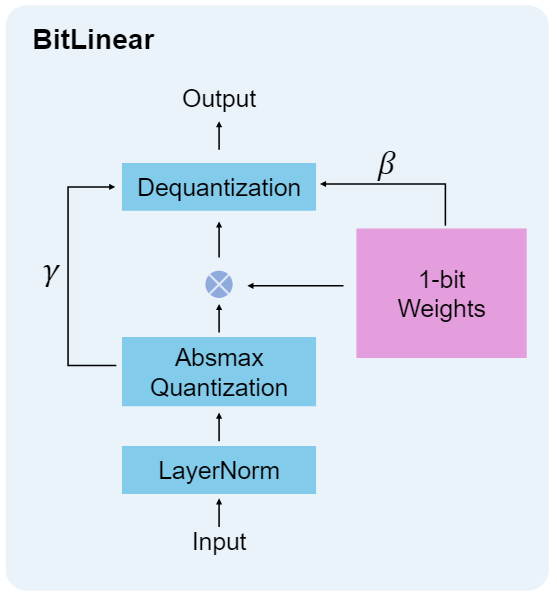 BitLinear
Output
β
Dequantization
γ
1-bit
Weights
Absmax
Quantization
LayerNorm
Input